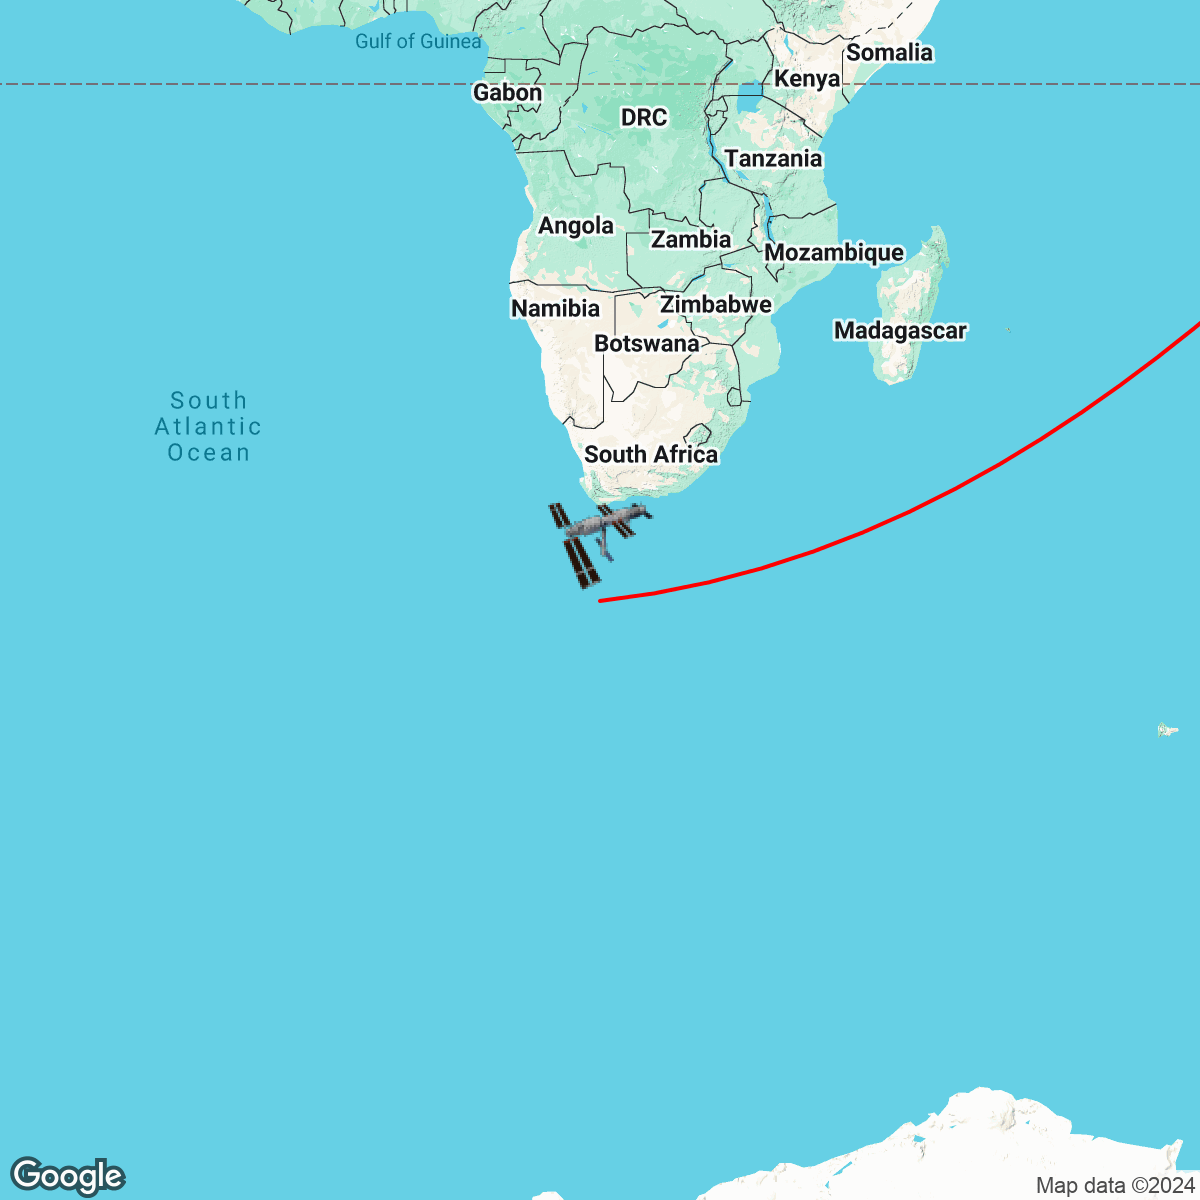 Gulf of Guinea
Somalia
Kenya
Gabon
DRC
Tanzania
Angola
Zambia
Mozambique
Namibia
Zimbabwe
Madagascar
Botswana
South
Atlantic
Ocean
South Africa
Google
Map data ©2024